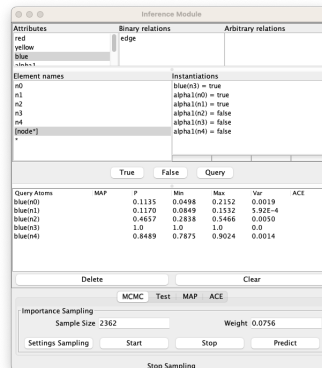 Inference Module
Attributes Binary relations Arbitrary relations
red edge
yellow
blue
alpha1
Element names Instantiations
n0 blue(n3) = true
n1 alpha1(n0) = true
n2 alpha1(n1) = true
n3 alpha1(n2) = false
n4 alpha1(n3) = false
[node*] alpha1(n4) = false
*
True False Query
Query Atoms MAP P Min Max Var ACE
blue(n0) 0.1135 0.0498 0.2152 0.0019
blue(n1) 0.1170 0.0849 0.1532 5.92E-4
blue(n2) 0.4657 0.2838 0.5466 0.0050
blue(n3) 1.0 1.0 1.0 0.0
blue(n4) 0.8489 0.7875 0.9024 0.0014
Delete Clear
MCMC Test MAP ACE
Importance Sampling
Sample Size 2362 Weight 0.0756
Settings Sampling Start Stop Predict
Stop Sampling